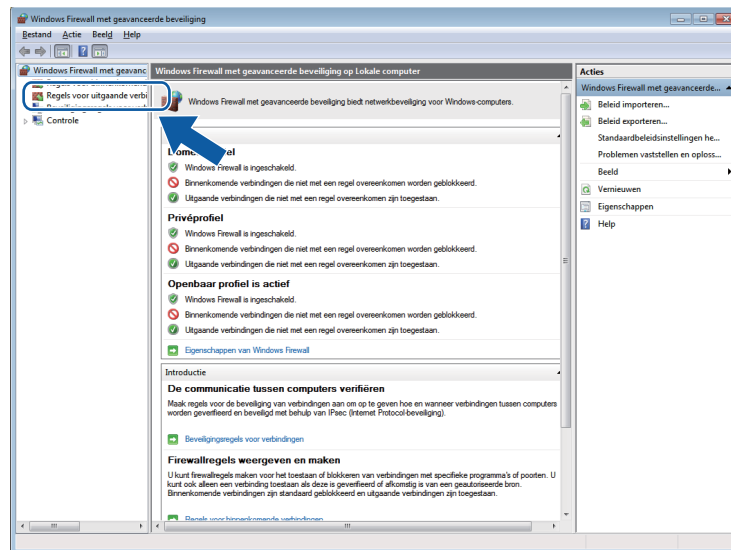 Windows Firewall met geavanceerde beveiliging
Bestand Actie Beeld Help
Windows Firewall met geavanc
Regels voor uitgaande verbi
Controle
Windows Firewall met geavanceerde beveiliging op Lokale computer
Windows Firewall met geavanceerde beveiliging biedt netwerkbeveiliging voor Windows-computers.
Windows Firewall is ingeschakeld.
Binnenkomende verbindingen die niet met een regel overeenkomen worden geblokkeerd.
Uitgaande verbindingen die niet met een regel overeenkomen zijn toegestaan.
Privéprofiel
Windows Firewall is ingeschakeld.
Binnenkomende verbindingen die niet met een regel overeenkomen worden geblokkeerd.
Uitgaande verbindingen die niet met een regel overeenkomen zijn toegestaan.
Openbaar profiel is actief
Windows Firewall is ingeschakeld.
Binnenkomende verbindingen die niet met een regel overeenkomen worden geblokkeerd.
Uitgaande verbindingen die niet met een regel overeenkomen zijn toegestaan.
Eigenschappen van Windows Firewall
Introductie
De communicatie tussen computers verifiëren
Maak regels voor de beveiliging van verbindingen aan om op te geven hoe en wanneer verbindingen tussen computers
worden geverifieerd en beveiligd met behulp van IPsec (Internet Protocol-beveiliging).
Beveiligingsregels voor verbindingen
Firewallregels weergeven en maken
U kunt firewallregels maken voor het toestaan of blokkeren van verbindingen met specifieke programma's of poorten. U
kunt ook alleen een verbinding toestaan als deze is geverifieerd of afkomstig is van een geautoriseerde bron.
Binnenkomende verbindingen zijn standaard geblokkeerd en uitgaande verbindingen zijn toegestaan.
Regels voor binnenkomende verbindingen
Acties
Windows Firewall met geavanceerde...
Beleid importeren...
Beleid exporteren...
Standaardbeleidsinstellingen he...
Problemen vaststellen en oploss...
Beeld
Vernieuwen
Eigenschappen
Help